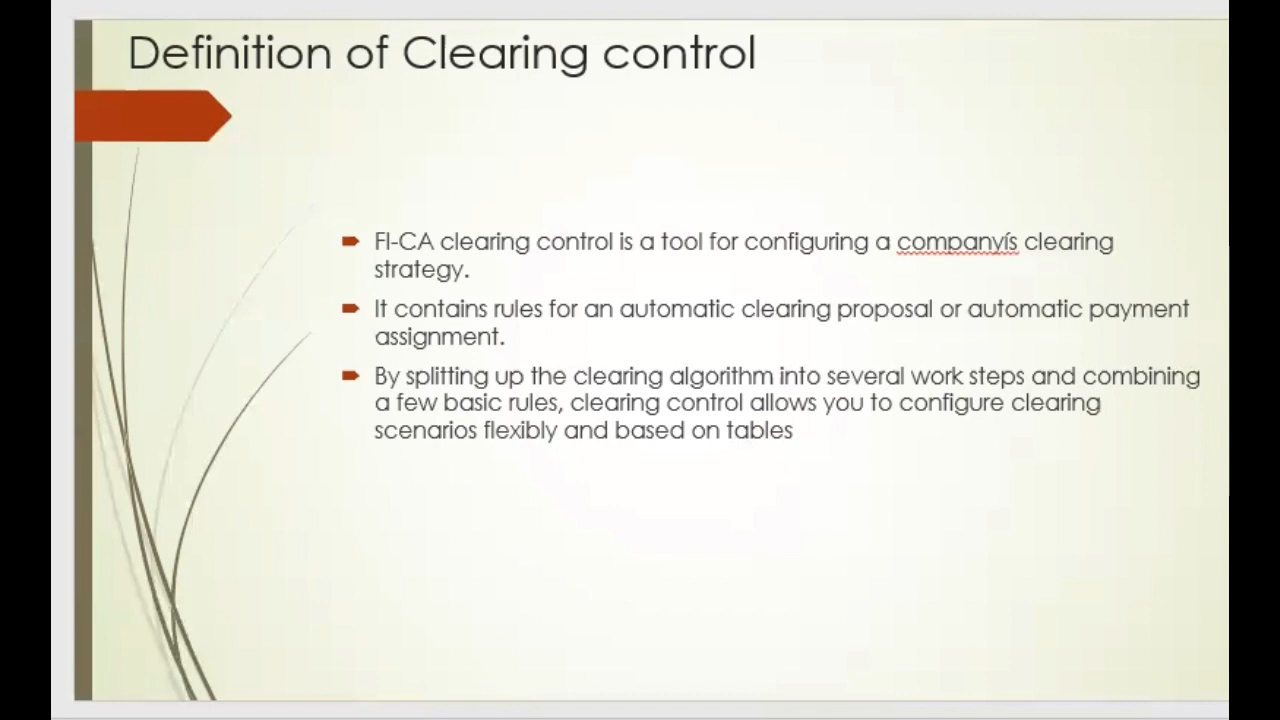 Definition of Clearing control
FI-CA clearing control is a tool for configuring a companyís clearing
strategy.
It contains rules for an automatic clearing proposal or automatic payment
assignment.
By splitting up the clearing algorithm into several work steps and combining
a few basic rules, clearing control allows you to configure clearing
scenarios flexibly and based on tables